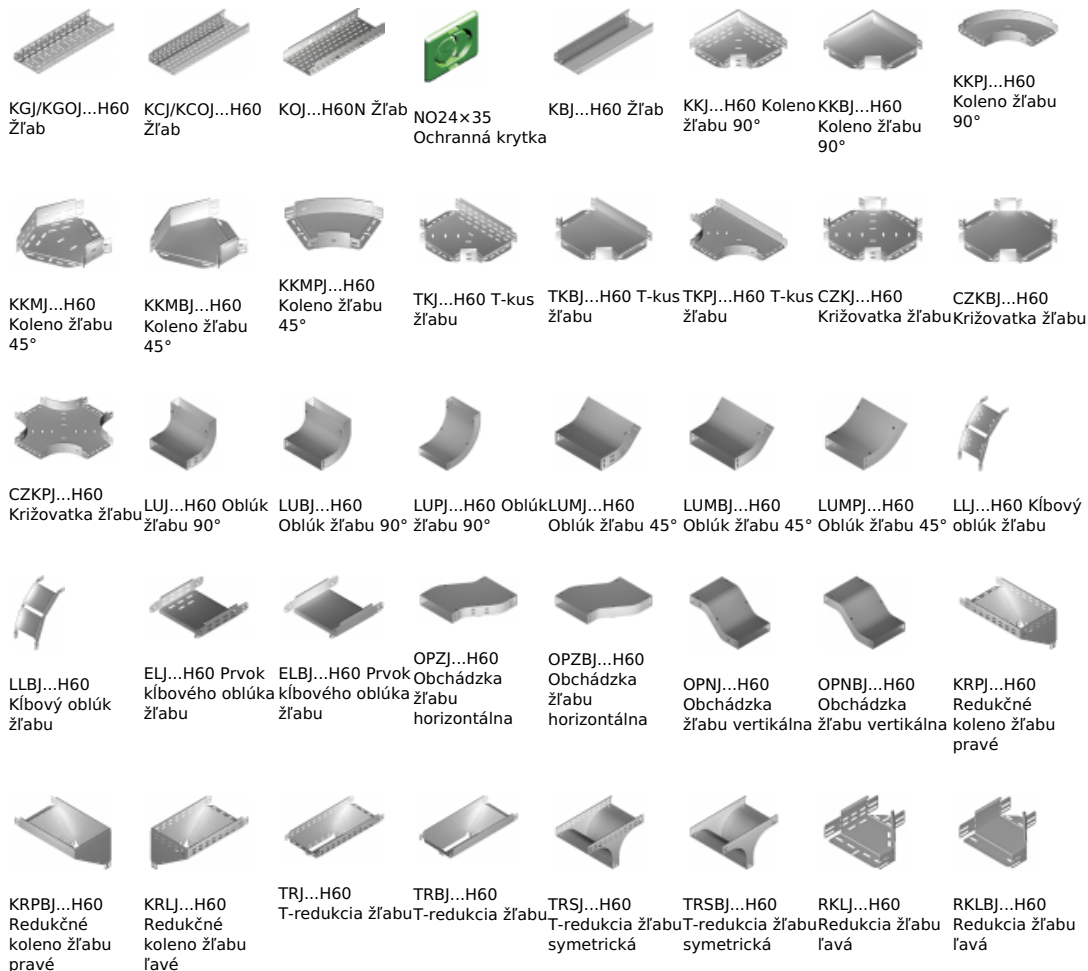 KGJ/KGOJ...H60
Žľab
KCJ/KCOJ...H60
Žľab
KOJ...H60N Žľab
NO24×35
Ochranná krytka
KBJ...H60 Žľab
KKJ...H60 Koleno
žľabu 90°
KKBJ...H60
Koleno žľabu
90°
KKPJ...H60
Koleno žľabu
90°
KKMJ...H60
Koleno žľabu
45°
KKMBJ...H60
Koleno žľabu
45°
KKMPJ...H60
Koleno žľabu
45°
TKJ...H60 T-kus
žľabu
TKBJ...H60 T-kus
žľabu
TKPJ...H60 T-kus
žľabu
CZKJ...H60
Križovatka žľabu
CZKBJ...H60
Križovatka žľabu
CZKPJ...H60
Križovatka žľabu
LUJ...H60 Oblúk
žľabu 90°
LUBJ...H60
Oblúk žľabu 90°
LUPJ...H60 Oblúk
žľabu 90°
LUMJ...H60
Oblúk žľabu 45°
LUMBJ...H60
Oblúk žľabu 45°
LUMPJ...H60
Oblúk žľabu 45°
LLJ...H60 Kĺbový
oblúk žľabu
LLBJ...H60
Kĺbový oblúk
žľabu
ELJ...H60 Prvok
kĺbového oblúka
žľabu
ELBJ...H60 Prvok
kĺbového oblúka
žľabu
OPZJ...H60
Obchádzka
žľabu
horizontálna
OPZBJ...H60
Obchádzka
žľabu
horizontálna
OPNJ...H60
Obchádzka
žľabu vertikálna
OPNBJ...H60
Obchádzka
žľabu vertikálna
KRPJ...H60
Redukčné
koleno žľabu
pravé
KRPBJ...H60
Redukčné
koleno žľabu
pravé
KRLJ...H60
Redukčné
koleno žľabu
ľavé
TRJ...H60
T-redukcia žľabu
TRBJ...H60
T-redukcia žľabu
TRSJ...H60
T-redukcia žľabu
symetrická
TRSBJ...H60
T-redukcia žľabu
symetrická
RKLJ...H60
Redukcia žľabu
ľavá
RKLBJ...H60
Redukcia žľabu
ľavá